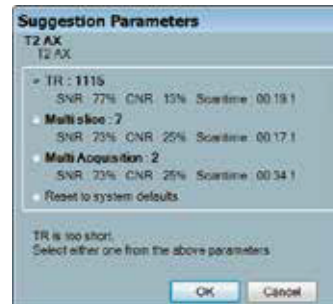 Suggestion Parameters
T2 AX
T2 AX
TR : 1115
SNR 77% CNR 13% Scantime 00:19.1
Multi slice : 7
SNR 73% CNR 25% Scantime 00:17.1
Multi Acquisition : 2
SNR 73% CNR 25% Scantime 00:34.1
Reset to system defaults
TR is too short.
Select either one from the above parameters
OK Cancel